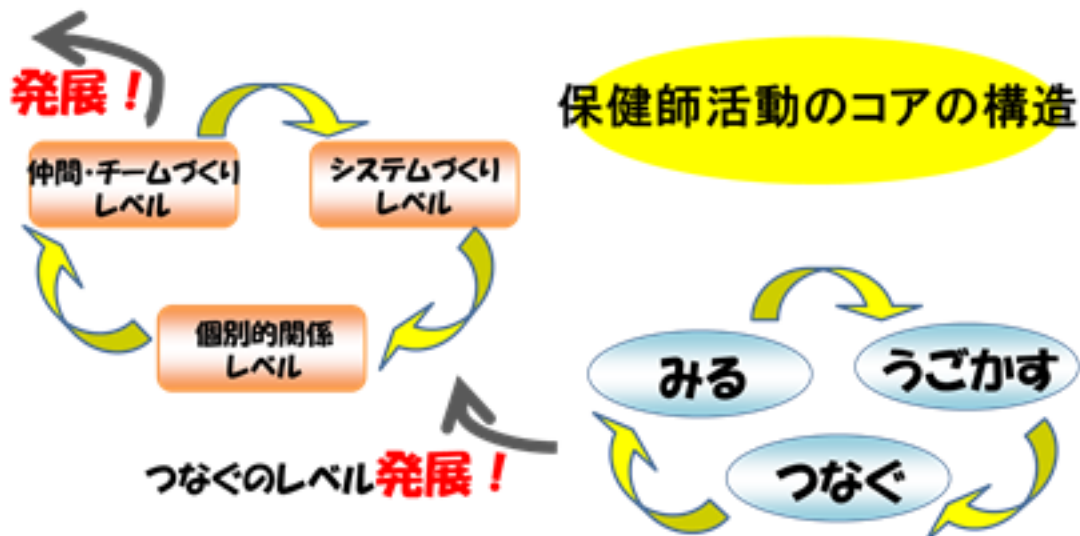 発展！
保健師活動のコアの構造
仲間・チームづくり
レベル
システムづくり
レベル
個別的関係
レベル
みる
うごかす
つなぐ
つなぐのレベル発展！